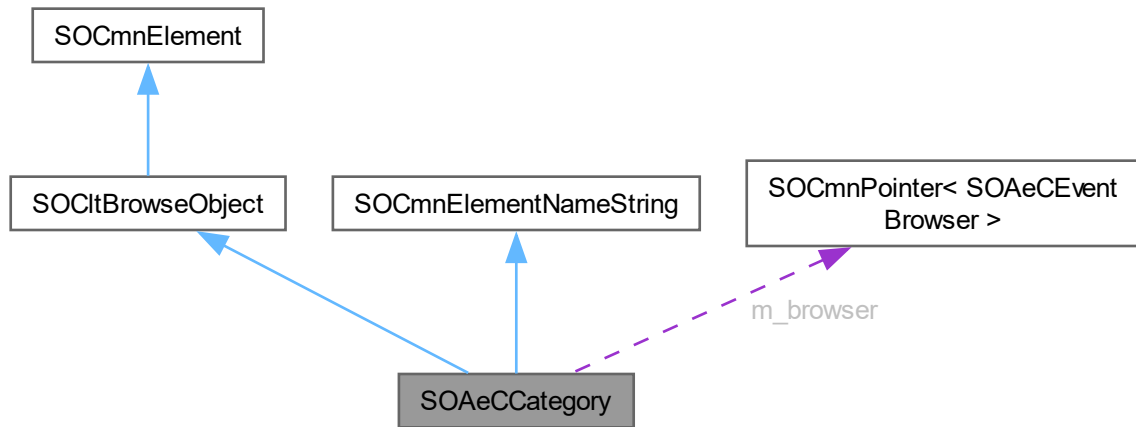 SOCmnElement
SOCltBrowseObject
SOCmnElementNameString
SOCmnPointer< SOAeCEvent
Browser >
m_browser
SOAeCCategory